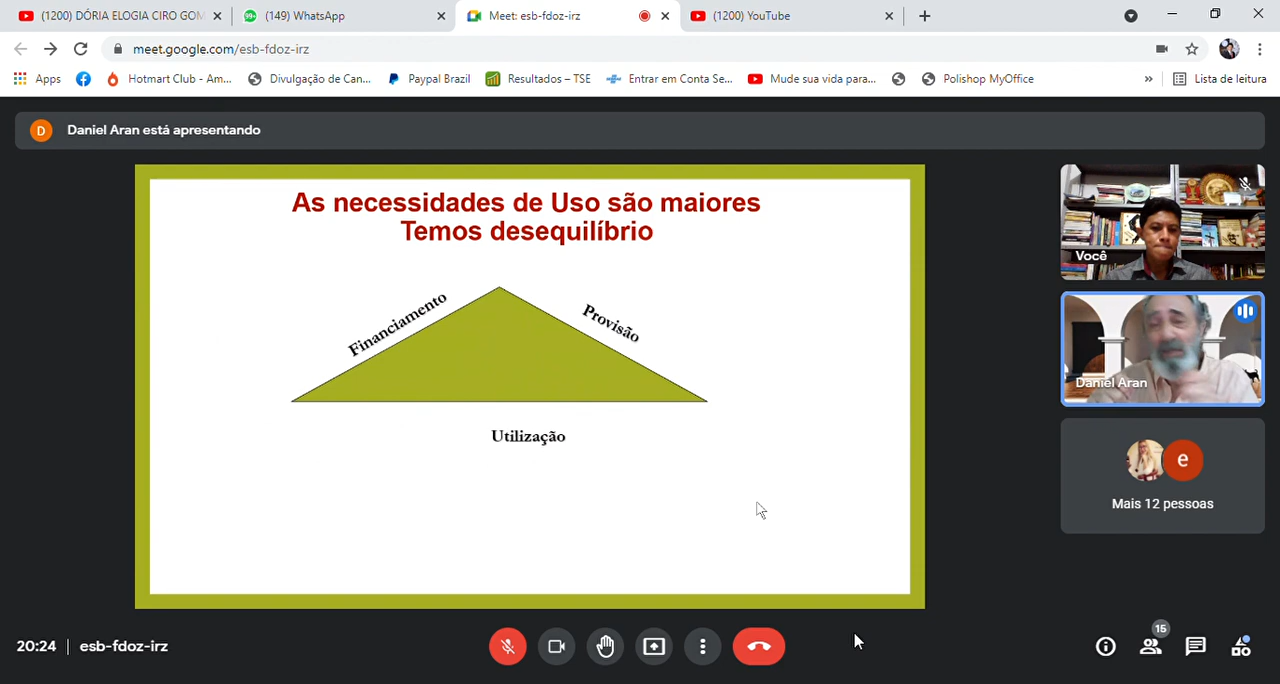 (1200) DÓRIA ELOGIA CIRO GOM
(149) WhatsApp
Meet: esb-fdoz-irz
(1200) YouTube
meet.google.com/esb-fdoz-irz
Apps
Hotmart Club - Am...
Divulgação de Can...
Paypal Brazil
Resultados – TSE
Entrar em Conta Se...
Mude sua vida para...
Polishop MyOffice
»
Lista de leitura
D
Daniel Aran está apresentando
As necessidades de Uso são maiores
Temos desequilíbrio
Financiamento
Provisão
Utilização
Você
Daniel Aran
e
Mais 12 pessoas
20:24 | esb-fdoz-irz
15